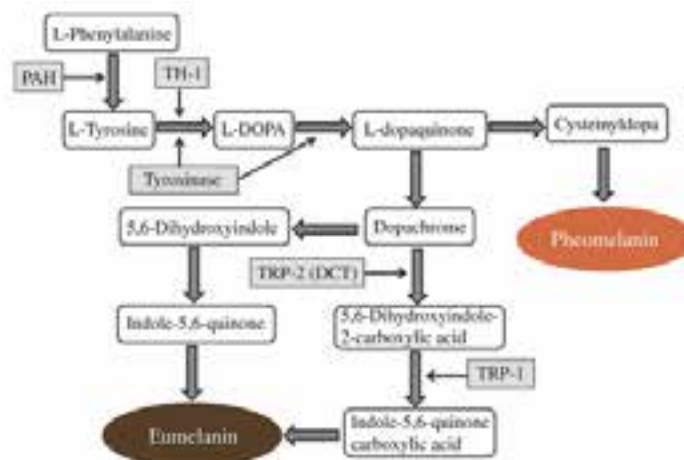 L-Phenylalanine
PAH
TH-1
L-Tyrosine
L-DOPA
L-dopaquinone
Cysteinyldopa
Tyrosinase
5,6-Dihydroxyindole
Dopachrome
Pheomelanin
TRP-2 (DCT)
Indole-5,6-quinone
5,6-Dihydroxyindole-
2-carboxylic acid
TRP-1
Eumelanin
Indole-5,6-quinone
carboxylic acid